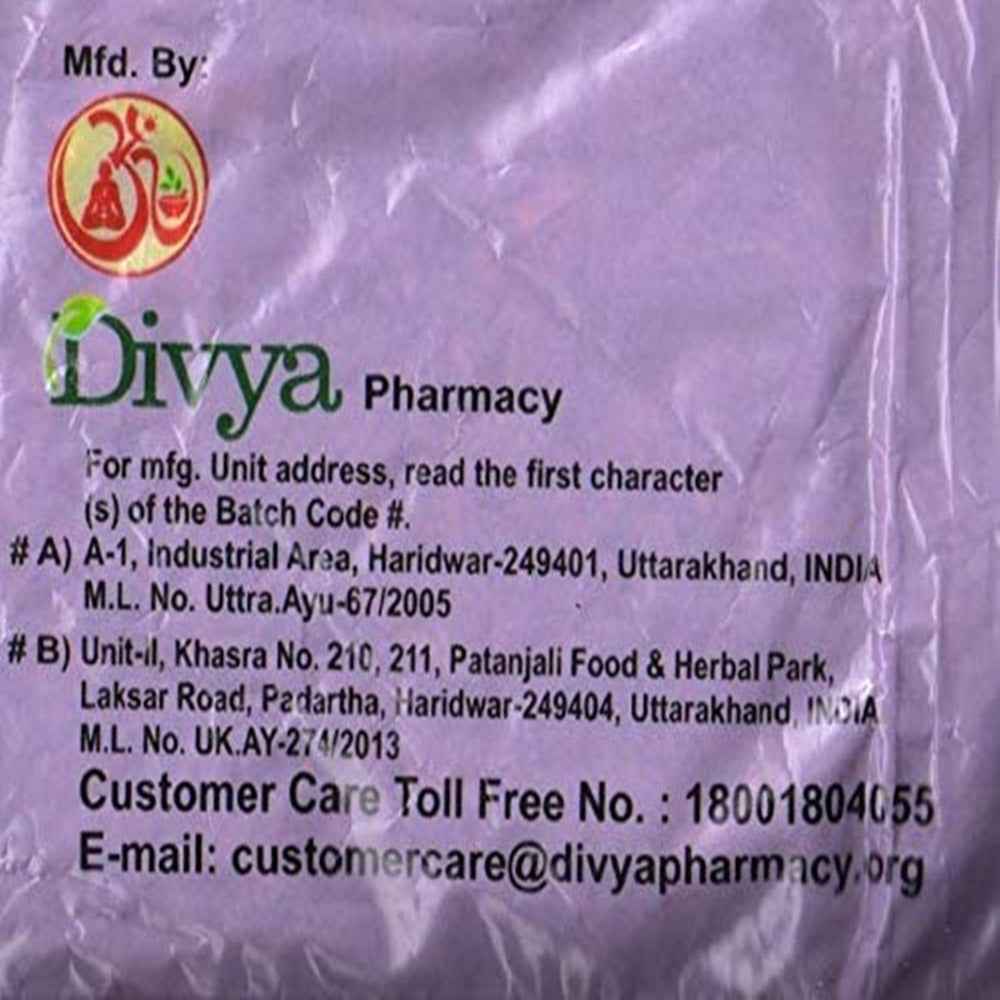 Mfd. By:
Divya Pharmacy
For mfg. Unit address, read the first character
(s) of the Batch Code #.
# A) A-1, Industrial Area, Haridwar-249401, Uttarakhand, INDIA
M.L. No. Uttra.Ayu-67/2005
# B) Unit-II, Khasra No. 210, 211, Patanjali Food & Herbal Park,
Laksar Road, Padartha, Haridwar-249404, Uttarakhand, INDIA
M.L. No. UK.AY-274/2013
Customer Care Toll Free No. : 18001804055
E-mail: customercare@divyapharmacy.org